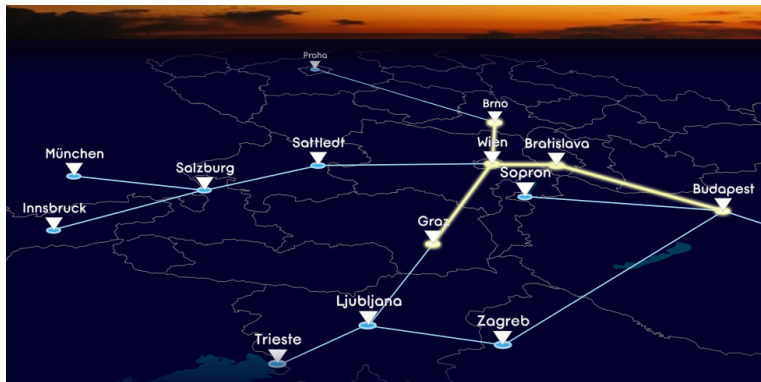 Praha
Brno
Wien
Bratislava
Sattledt
München
Salzburg
Sopron
Budapest
Innsbruck
Graz
Ljubljana
Zagreb
Trieste